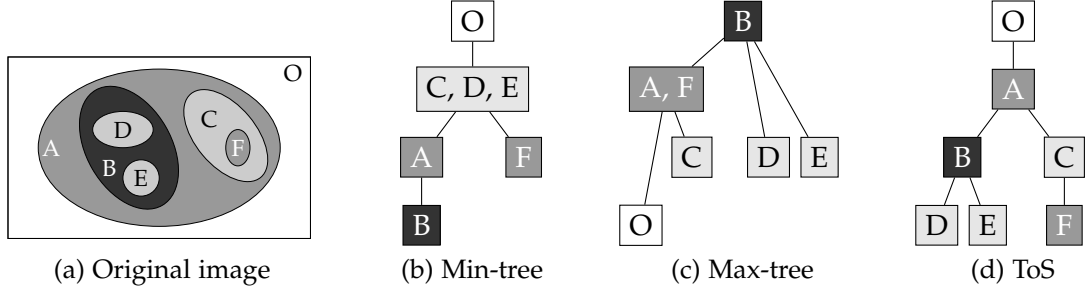 O
A
B
C
D
E
F
(a) Original image
O
C, D, E
A
F
B
(b) Min-tree
B
A, F
C
D
E
O
(c) Max-tree
O
A
B
C
D
E
F
(d) ToS